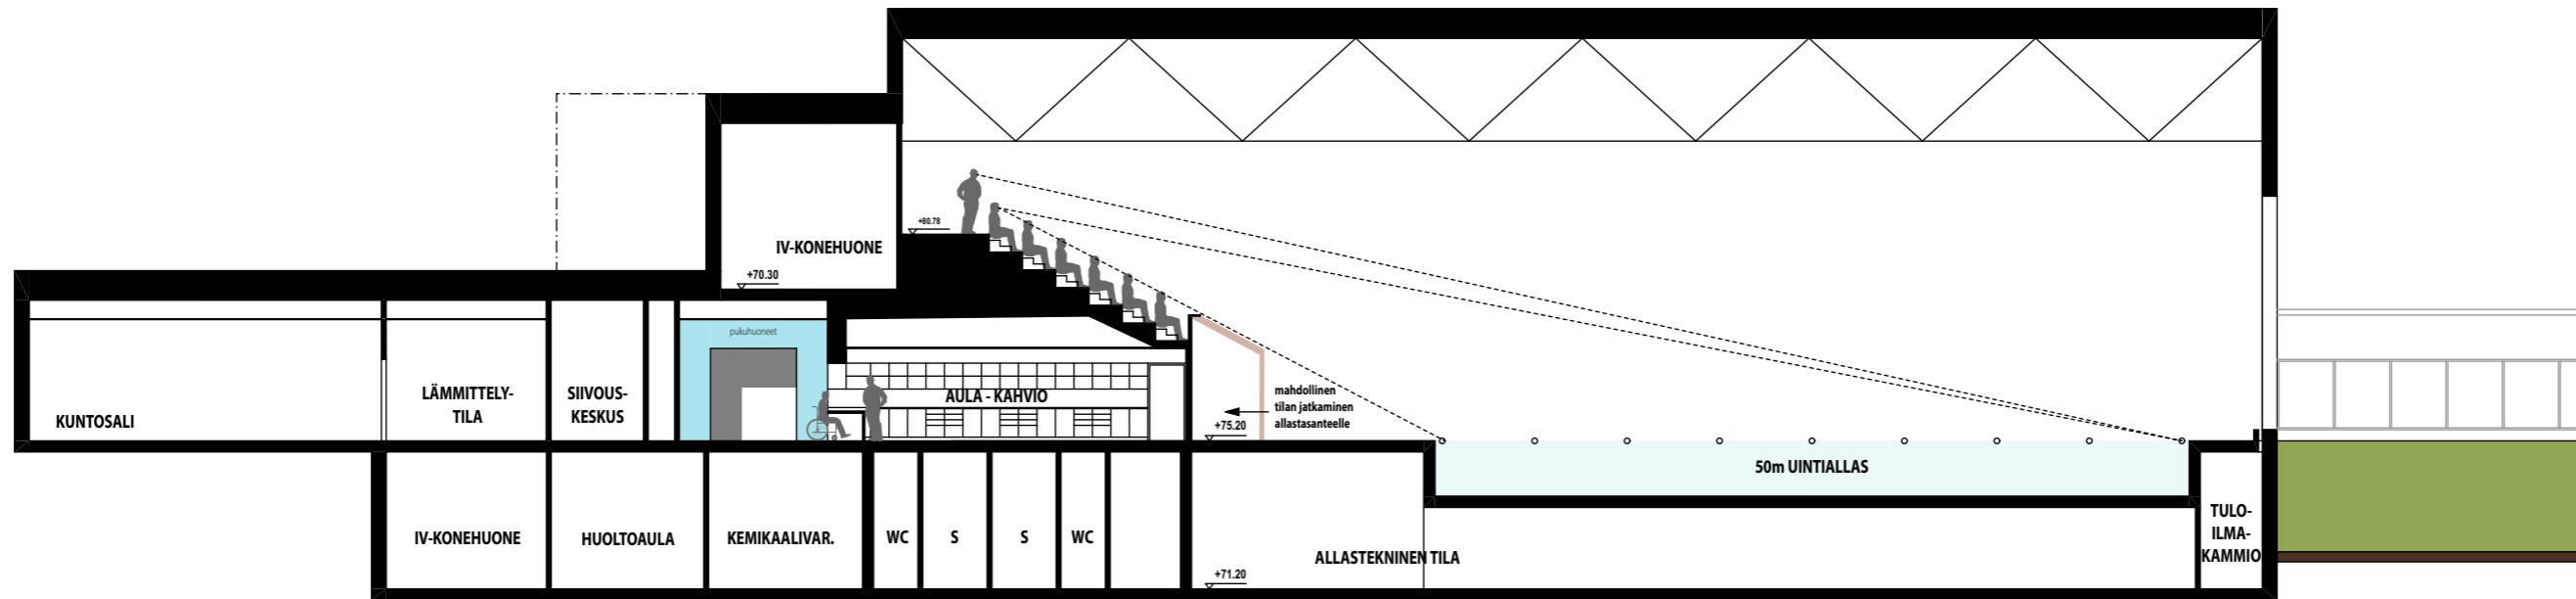 +80.78
IV-KONEHUONE
+70.30
pukuhuoneet
KUNTOSALI
LÄMMITTELY-
TILA
SIIVOUS-
KESKUS
AULA - KAHVIO
mahdollinen
tilan jatkaminen
allastasanteelle
+75.20
50m UINTIALLAS
IV-KONEHUONE
HUOLTOAULA
KEMIKAALIVAR.
WC
S
S
WC
ALLASTEKNINEN TILA
+71.20
TULO-
ILMA-
KAMMIO